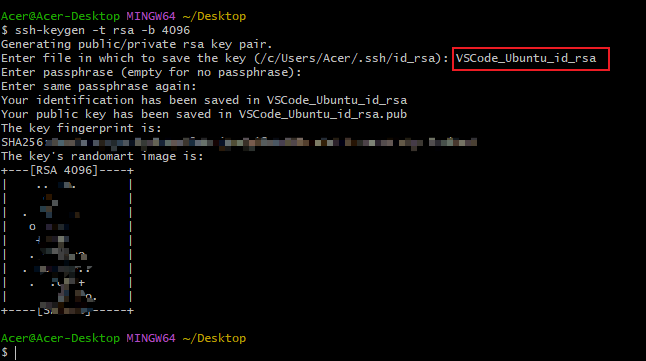 Acer@Acer-Desktop MINGW64 ~/Desktop
$ ssh-keygen -t rsa -b 4096
Generating public/private rsa key pair.
Enter file in which to save the key (/c/Users/Acer/.ssh/id_rsa): VSCode_Ubuntu_id_rsa
Enter passphrase (empty for no passphrase):
Enter same passphrase again:
Your identification has been saved in VSCode_Ubuntu_id_rsa
Your public key has been saved in VSCode_Ubuntu_id_rsa.pub
The key fingerprint is:
SHA256
The key's randomart image is:
+---[RSA 4096]----+
Acer@Acer-Desktop MINGW64 ~/Desktop
$